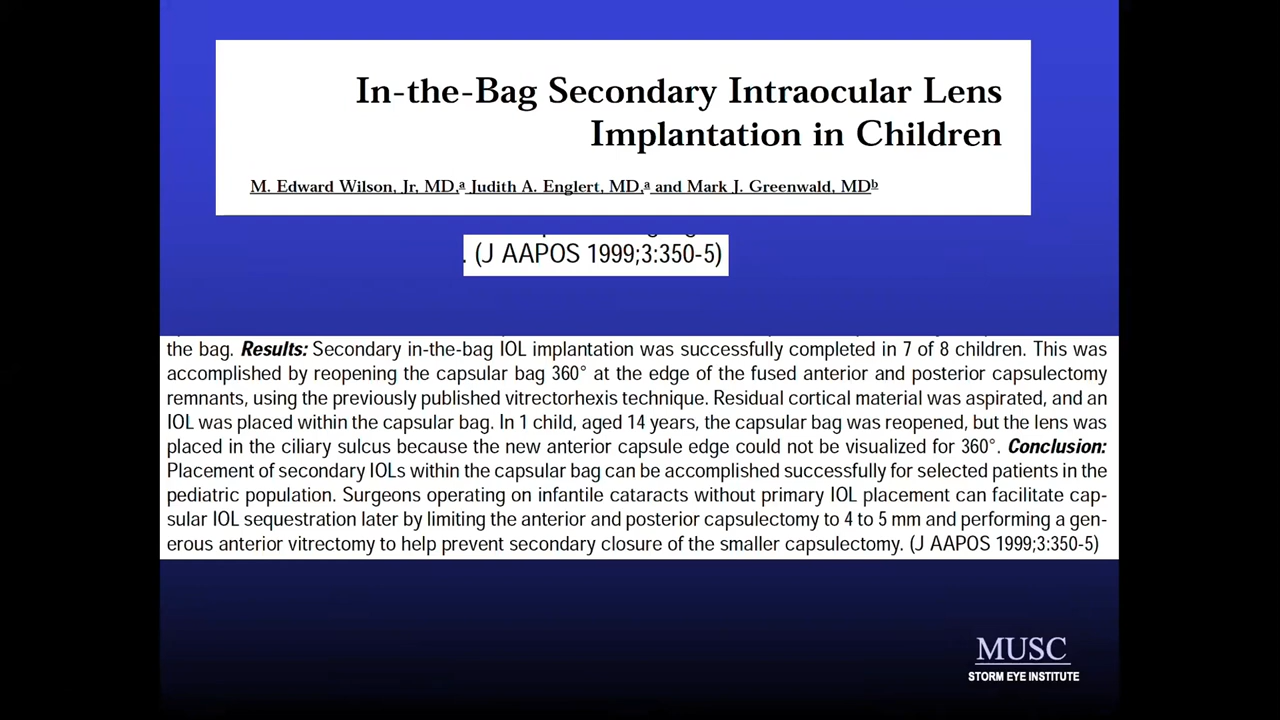 In-the-Bag Secondary Intraocular Lens
Implantation in Children
M. Edward Wilson, Jr, MD,ᵃ Judith A. Englert, MD,ᵃ and Mark J. Greenwald, MDᵇ
. (J AAPOS 1999;3:350-5)
the bag. Results: Secondary in-the-bag IOL implantation was successfully completed in 7 of 8 children. This was
accomplished by reopening the capsular bag 360° at the edge of the fused anterior and posterior capsulectomy
remnants, using the previously published vitrectorhexis technique. Residual cortical material was aspirated, and an
IOL was placed within the capsular bag. In 1 child, aged 14 years, the capsular bag was reopened, but the lens was
placed in the ciliary sulcus because the new anterior capsule edge could not be visualized for 360°. Conclusion:
Placement of secondary IOLs within the capsular bag can be accomplished successfully for selected patients in the
pediatric population. Surgeons operating on infantile cataracts without primary IOL placement can facilitate cap-
sular IOL sequestration later by limiting the anterior and posterior capsulectomy to 4 to 5 mm and performing a gen-
erous anterior vitrectomy to help prevent secondary closure of the smaller capsulectomy. (J AAPOS 1999;3:350-5)
MUSC
STORM EYE INSTITUTE